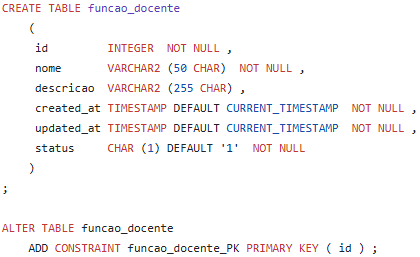 CREATE TABLE funcao_docente
(
id INTEGER NOT NULL ,
nome VARCHAR2 (50 CHAR) NOT NULL ,
descricao VARCHAR2 (255 CHAR) ,
created_at TIMESTAMP DEFAULT CURRENT_TIMESTAMP NOT NULL ,
updated_at TIMESTAMP DEFAULT CURRENT_TIMESTAMP NOT NULL ,
status CHAR (1) DEFAULT '1' NOT NULL
)
;
ALTER TABLE funcao_docente
ADD CONSTRAINT funcao_docente_PK PRIMARY KEY ( id ) ;